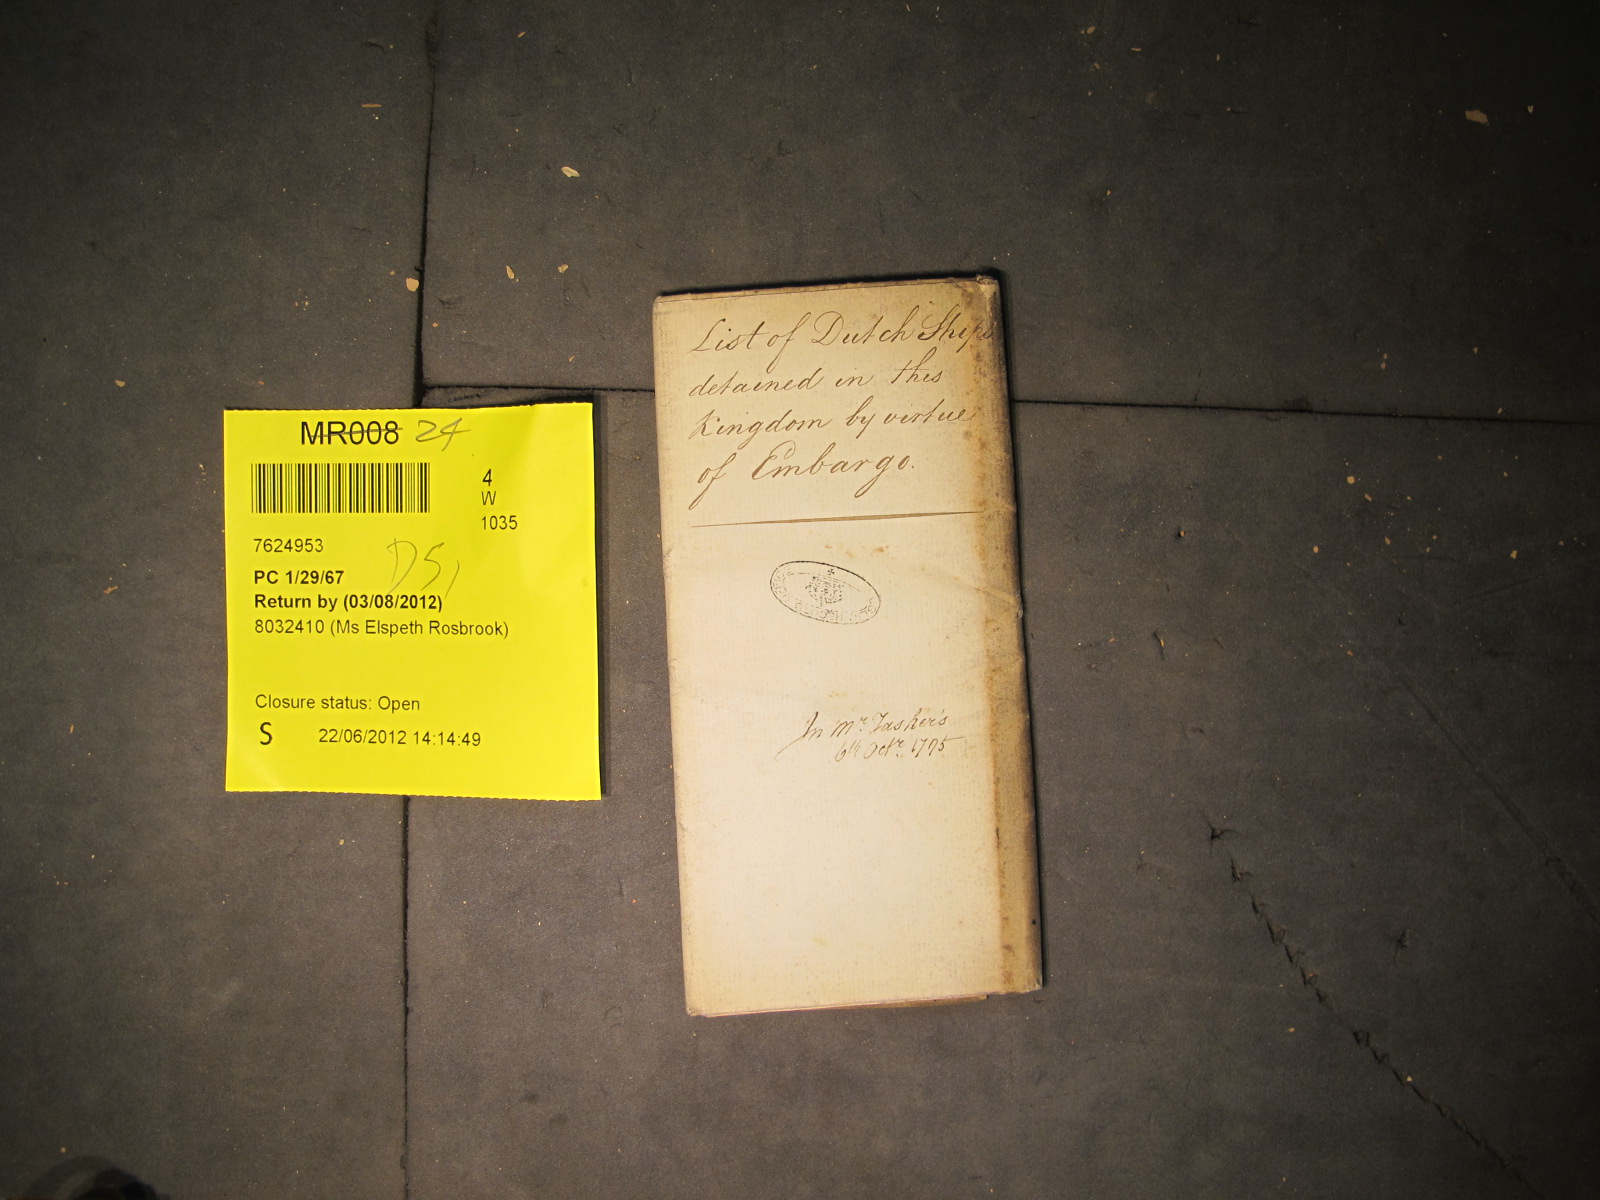 MR008 24
4
W
1035
7624953
DS
PC 1/29/67
Return by (03/08/2012)
8032410 (Ms Elspeth Rosbrook)
Closure status: Open
S 22/06/2012 14:14:49
List of Dutch Ships
detained in this
Kingdom by virtue
of Embargo.
In Mr. Tasker's
6th Octr. 1795